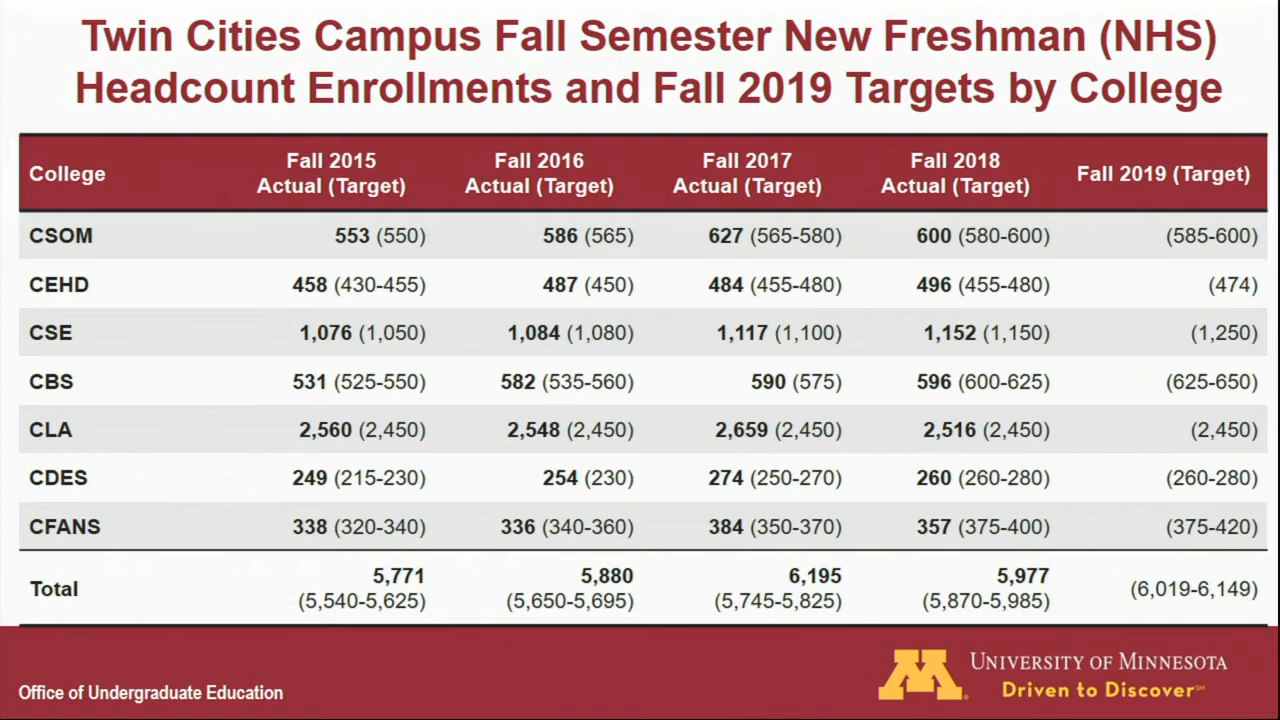 Twin Cities Campus Fall Semester New Freshman (NHS)
Headcount Enrollments and Fall 2019 Targets by College
College Fall 2015 Actual (Target) Fall 2016 Actual (Target) Fall 2017 Actual (Target) Fall 2018 Actual (Target) Fall 2019 (Target)
CSOM 553 (550) 586 (565) 627 (565-580) 600 (580-600) (585-600)
CEHD 458 (430-455) 487 (450) 484 (455-480) 496 (455-480) (474)
CSE 1,076 (1,050) 1,084 (1,080) 1,117 (1,100) 1,152 (1,150) (1,250)
CBS 531 (525-550) 582 (535-560) 590 (575) 596 (600-625) (625-650)
CLA 2,560 (2,450) 2,548 (2,450) 2,659 (2,450) 2,516 (2,450) (2,450)
CDES 249 (215-230) 254 (230) 274 (250-270) 260 (260-280) (260-280)
CFANS 338 (320-340) 336 (340-360) 384 (350-370) 357 (375-400) (375-420)
Total 5,771 (5,540-5,625) 5,880 (5,650-5,695) 6,195 (5,745-5,825) 5,977 (5,870-5,985) (6,019-6,149)
Office of Undergraduate Education
M®
UNIVERSITY OF MINNESOTA
Driven to Discover℠